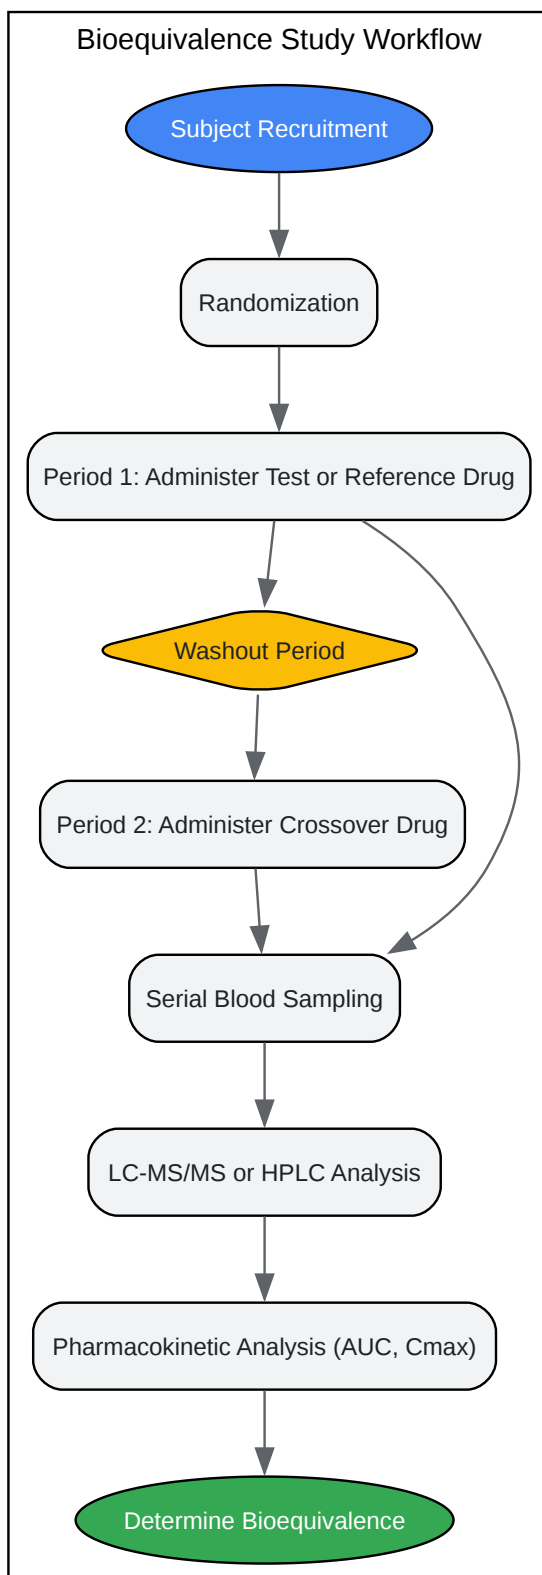 Bioequivalence Study Workflow
Subject Recruitment
Randomization
Period 1: Administer Test or Reference Drug
Washout Period
Period 2: Administer Crossover Drug
Serial Blood Sampling
LC-MS/MS or HPLC Analysis
Pharmacokinetic Analysis (AUC, Cmax)
Determine Bioequivalence